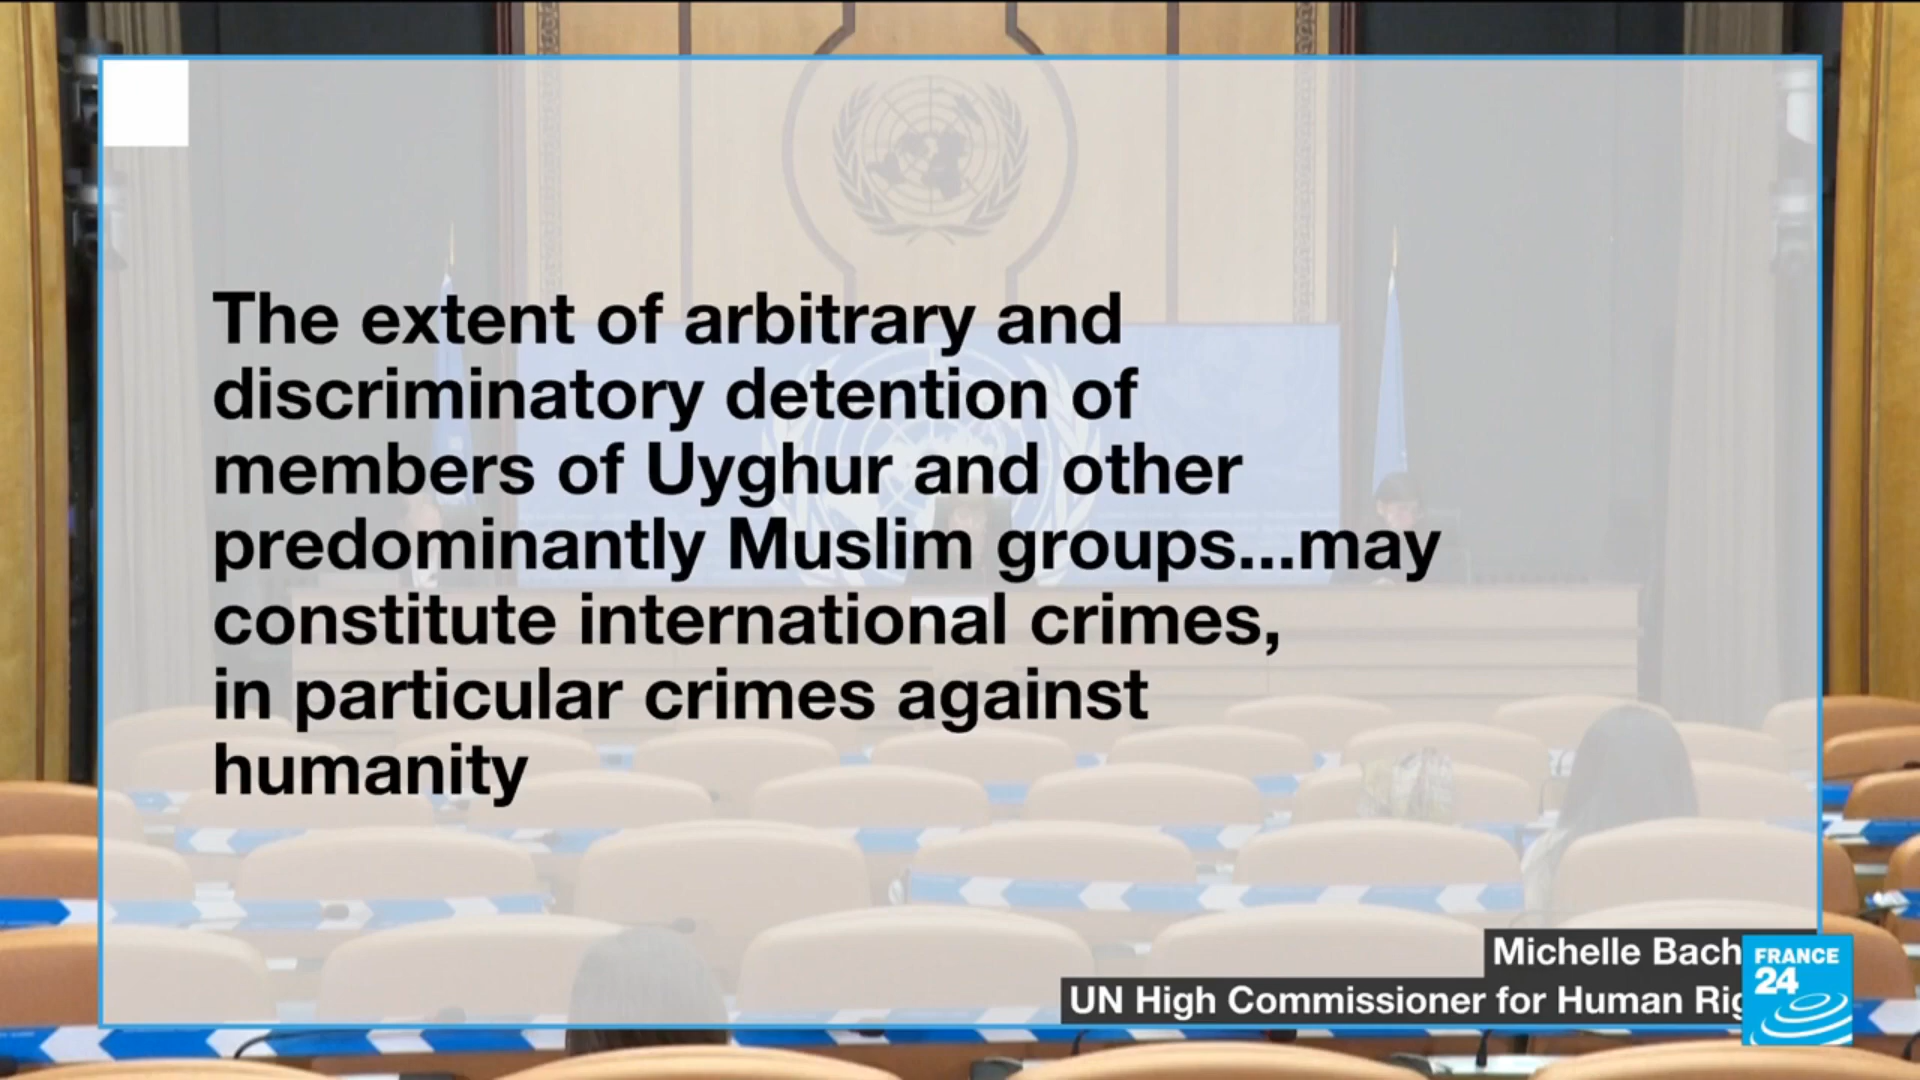 The extent of arbitrary and
discriminatory detention of
members of Uyghur and other
predominantly Muslim groups...may
constitute international crimes,
in particular crimes against
humanity
Michelle Bach
UN High Commissioner for Human Rig
FRANCE
24